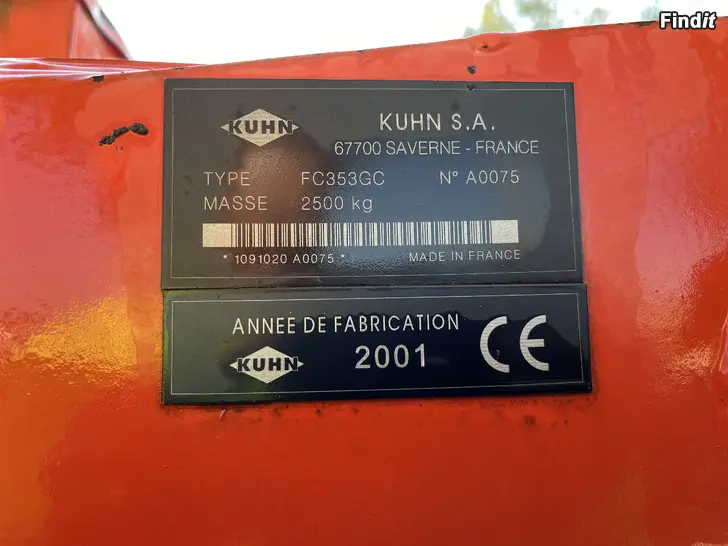 Findit
KUHN
KUHN S.A.
67700 SAVERNE - FRANCE
TYPE FC353GC N° A0075
MASSE 2500 kg
* 1091020 A0075 * MADE IN FRANCE
ANNEE DE FABRICATION
KUHN 2001 CE